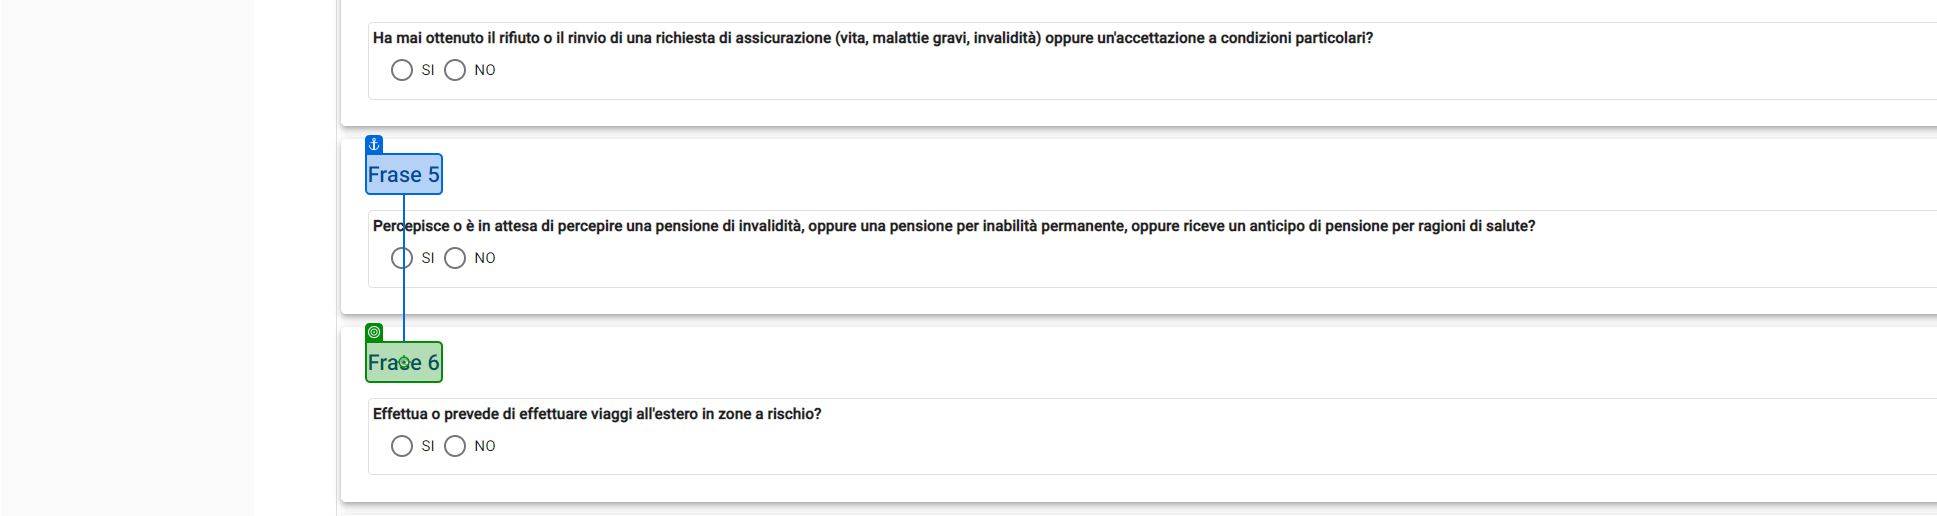 Ha mai ottenuto il rifiuto o il rinvio di una richiesta di assicurazione (vita, malattie gravi, invalidità) oppure un'accettazione a condizioni particolari?
SI NO
Frase 5
Percepisce o è in attesa di percepire una pensione di invalidità, oppure una pensione per inabilità permanente, oppure riceve un anticipo di pensione per ragioni di salute?
SI NO
Frase 6
Effettua o prevede di effettuare viaggi all'estero in zone a rischio?
SI NO